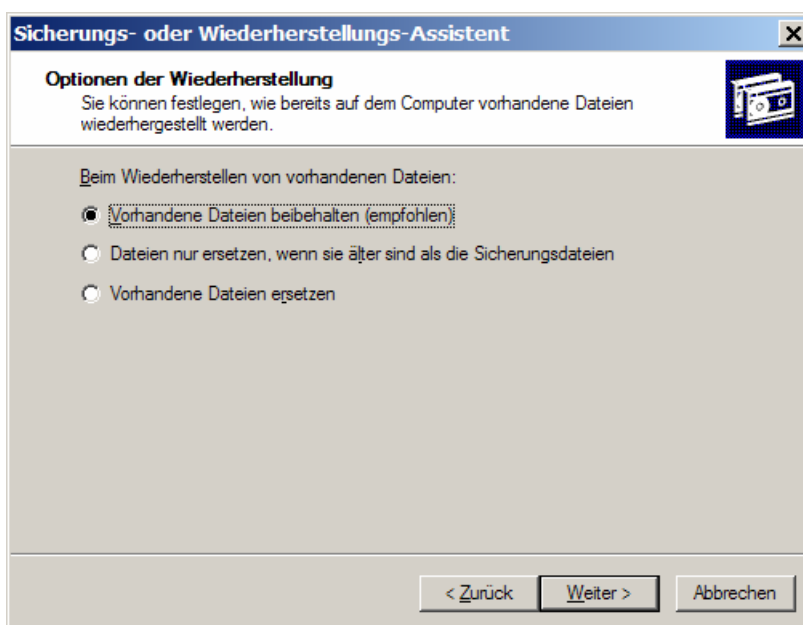 Sicherungs- oder Wiederherstellungs-Assistent
Optionen der Wiederherstellung
Sie können festlegen, wie bereits auf dem Computer vorhandene Dateien
wiederhergestellt werden.
Beim Wiederherstellen von vorhandenen Dateien:
Vorhandene Dateien beibehalten (empfohlen)
Dateien nur ersetzen, wenn sie älter sind als die Sicherungsdateien
Vorhandene Dateien ersetzen
< Zurück
Weiter >
Abbrechen